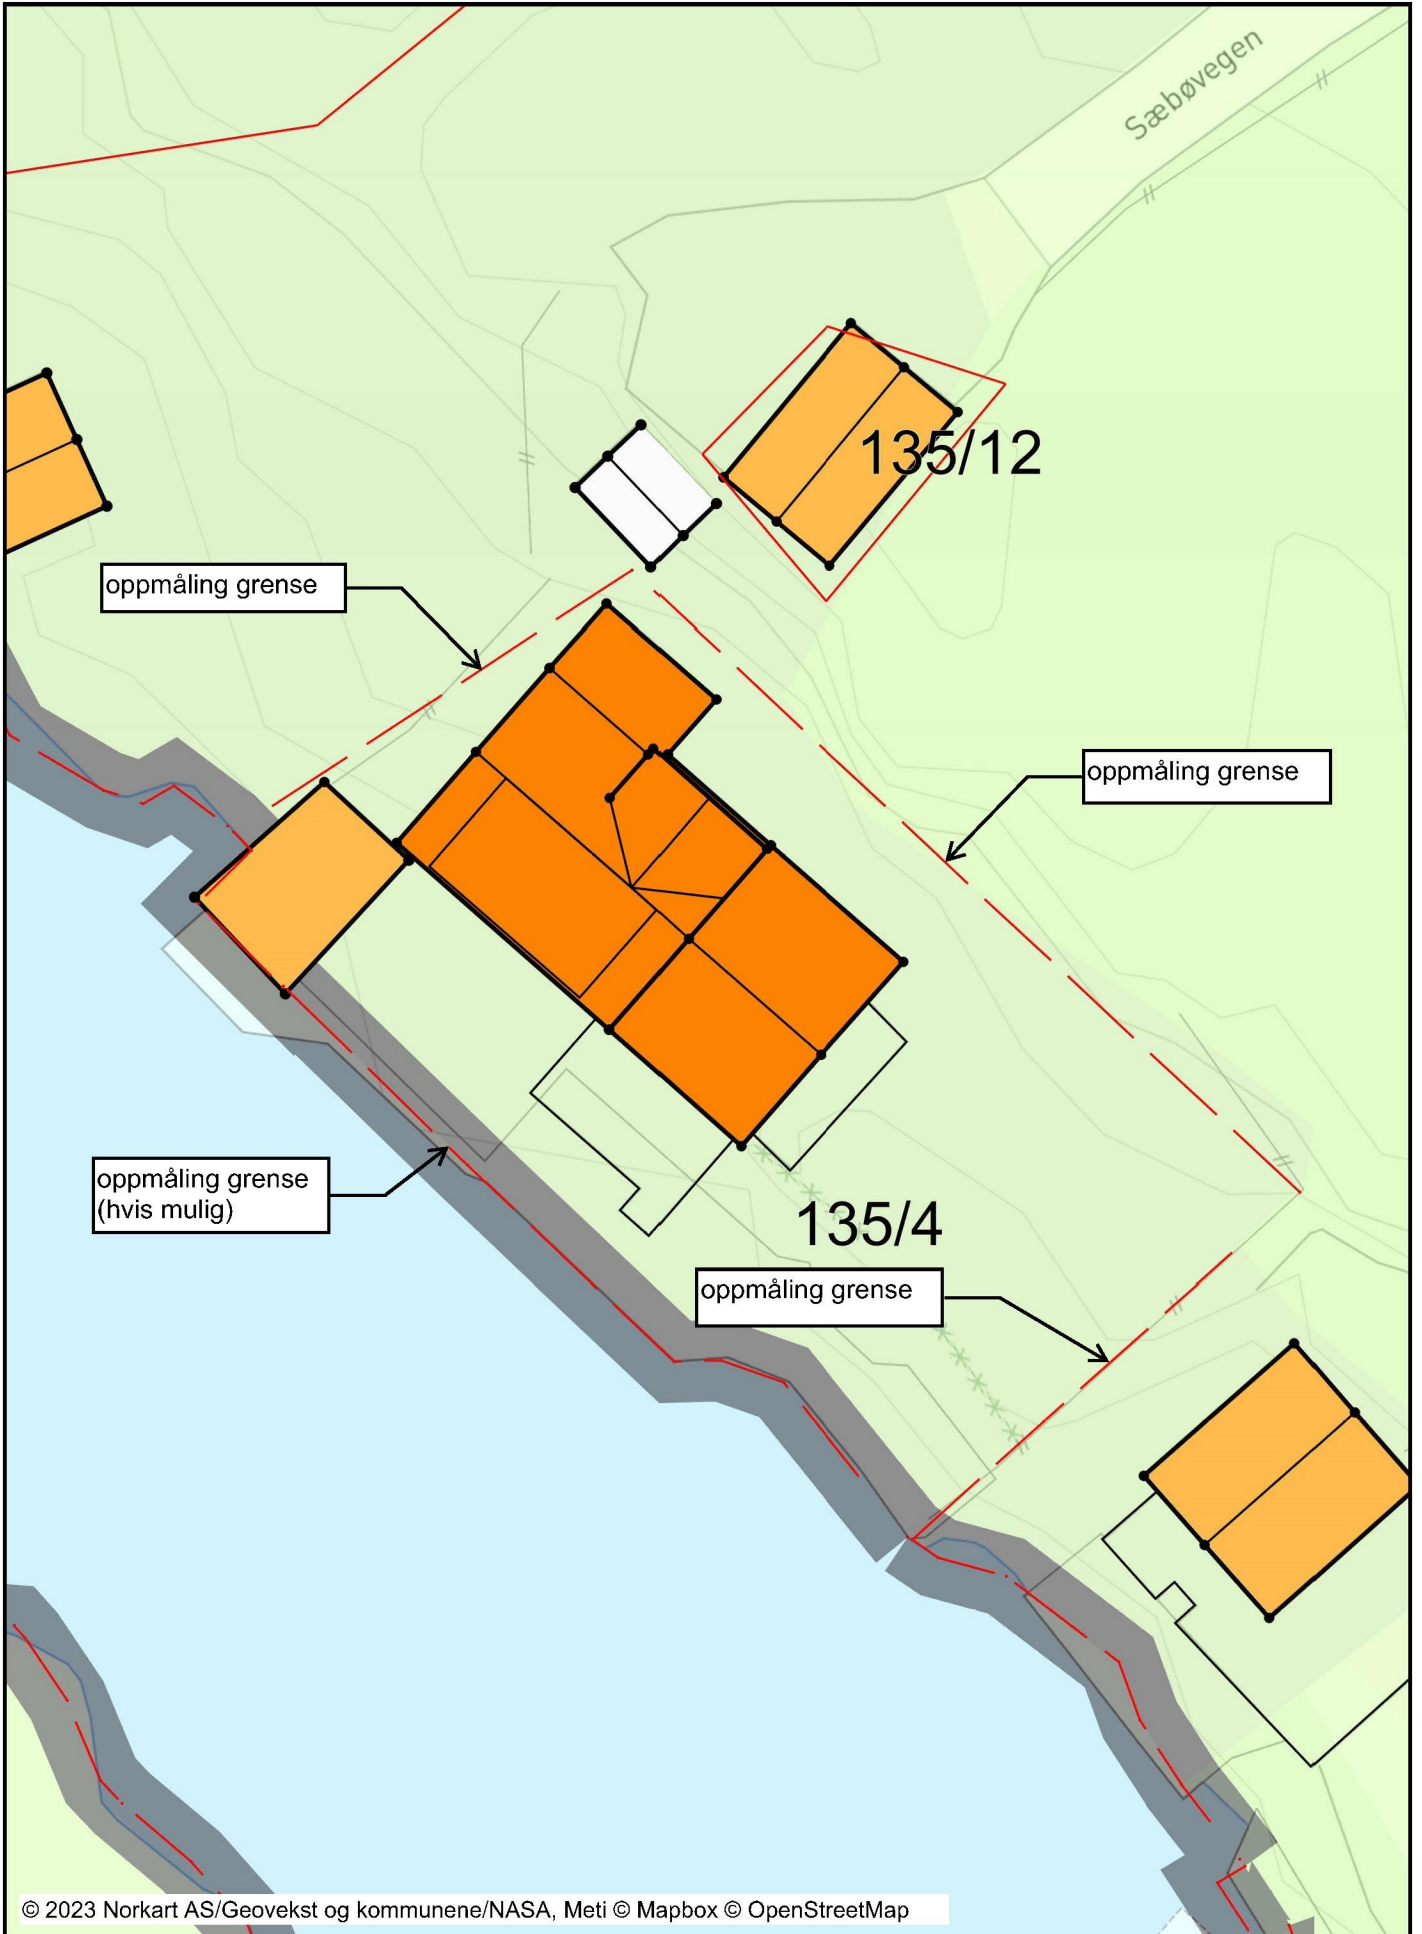 Sæbøvegen
135/12
oppmåling grense
oppmåling grense
oppmåling grense
(hvis mulig)
135/4
oppmåling grense
© 2023 Norkart AS/Geovekst og kommunene/NASA, Meti © Mapbox © OpenStreetMap